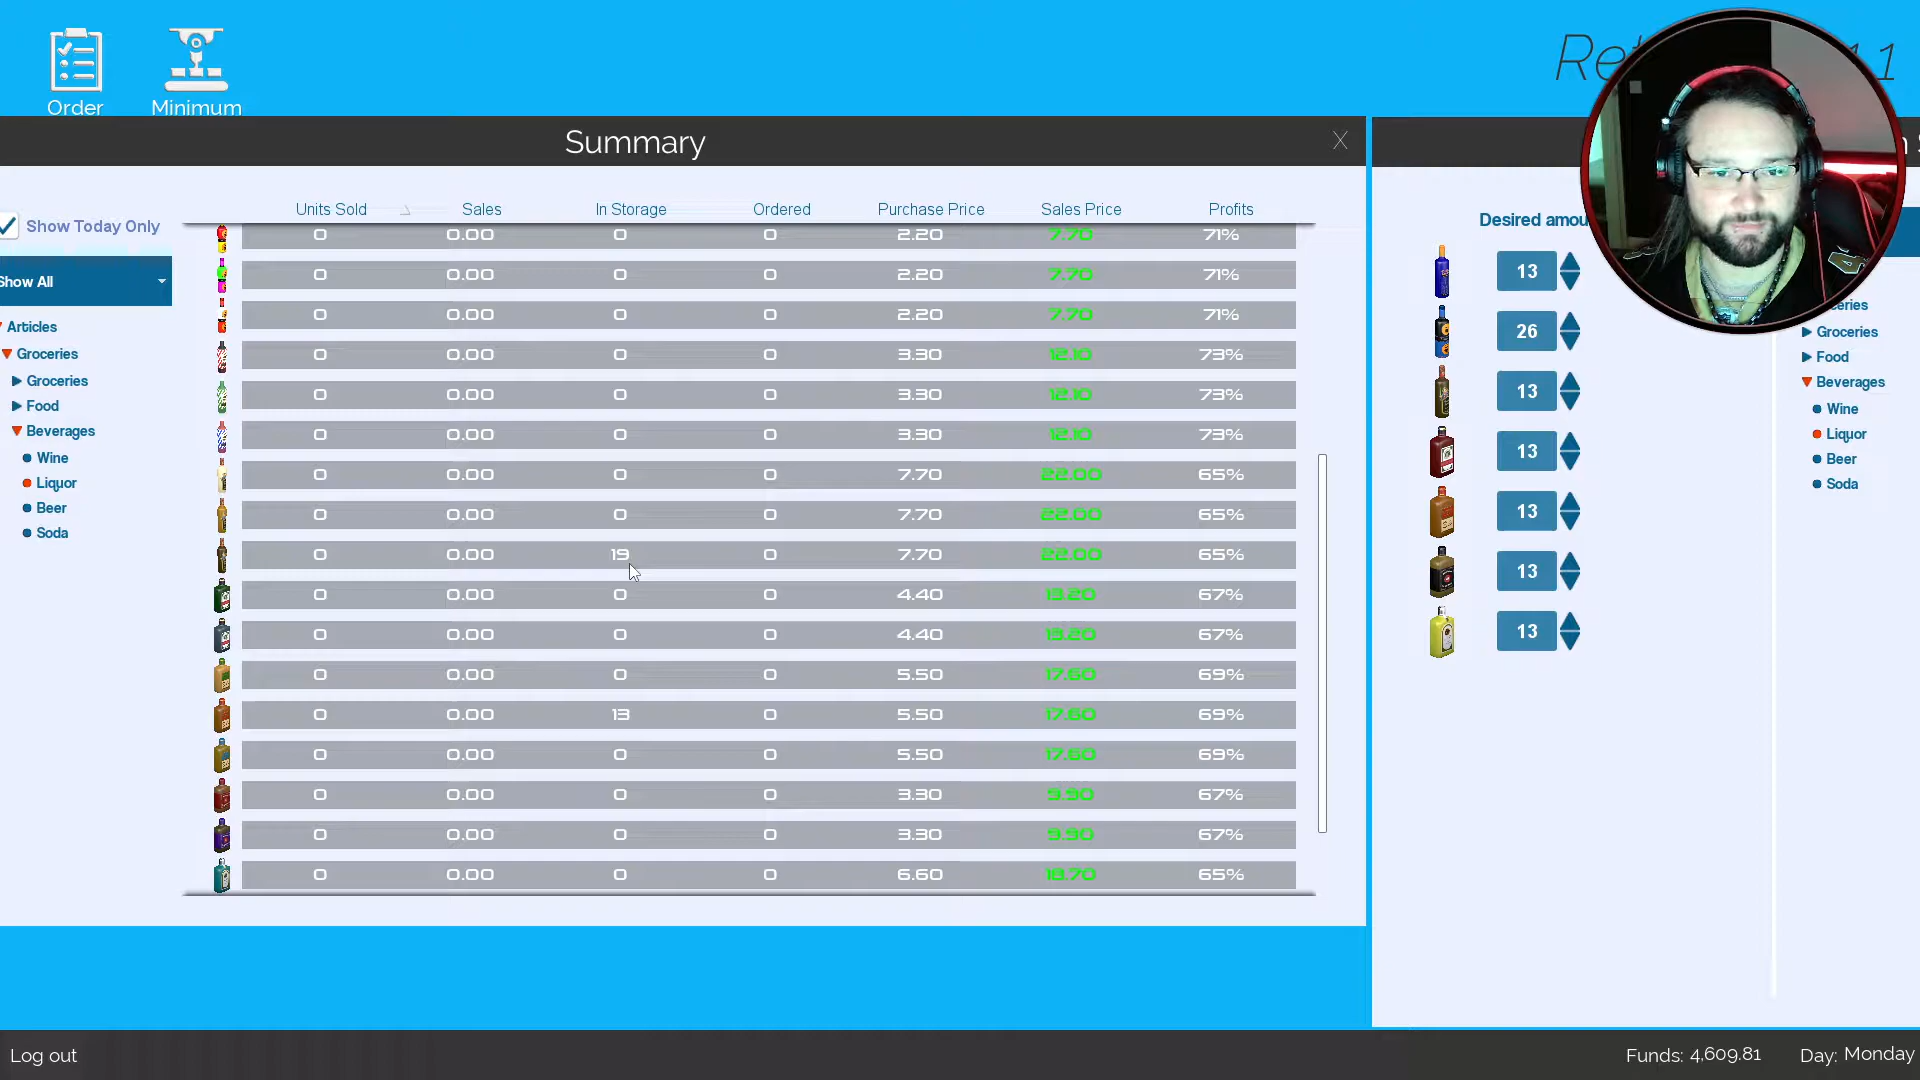 Order
Minimum
Summary
X
Show Today Only
Show All
Articles
Groceries
Groceries
Food
Beverages
Wine
Liquor
Beer
Soda
Units Sold Sales In Storage Ordered Purchase Price Sales Price Profits
0 0.00 0 0 2.20 7.70 71%
0 0.00 0 0 2.20 7.70 71%
0 0.00 0 0 2.20 7.70 71%
0 0.00 0 0 3.30 12.10 73%
0 0.00 0 0 3.30 12.10 73%
0 0.00 0 0 3.30 12.10 73%
0 0.00 0 0 7.70 22.00 65%
0 0.00 0 0 7.70 22.00 65%
0 0.00 19 0 7.70 22.00 65%
0 0.00 0 0 4.40 13.20 67%
0 0.00 0 0 4.40 13.20 67%
0 0.00 0 0 5.50 17.60 69%
0 0.00 13 0 5.50 17.60 69%
0 0.00 0 0 5.50 17.60 69%
0 0.00 0 0 3.30 9.90 67%
0 0.00 0 0 3.30 9.90 67%
0 0.00 0 0 6.60 18.70 65%
Desired amou
13
26
13
13
13
13
13
Groceries
Food
Beverages
Wine
Liquor
Beer
Soda
Log out
Funds: 4,609.81
Day: Monday